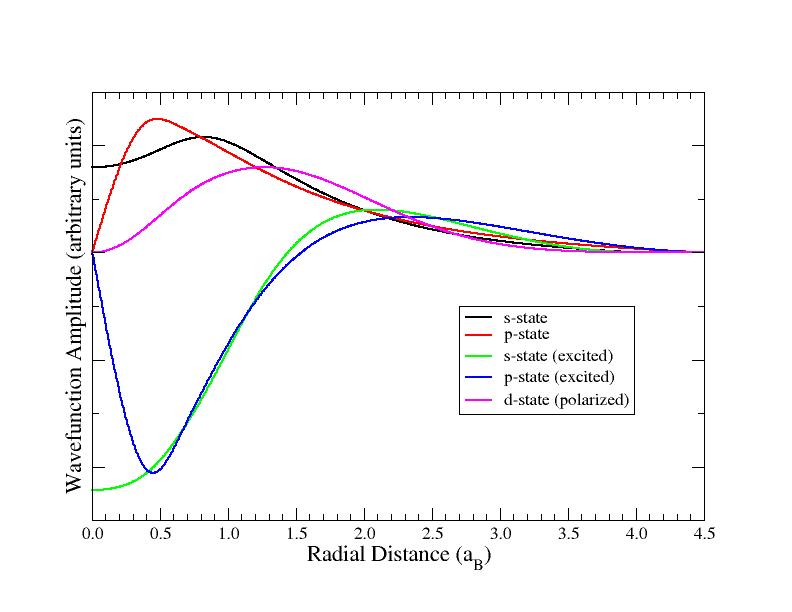 Wavefunction Amplitude (arbitrary units)
s-state
p-state
s-state (excited)
p-state (excited)
d-state (polarized)
0.0 0.5 1.0 1.5 2.0 2.5 3.0 3.5 4.0 4.5
Radial Distance (aB)